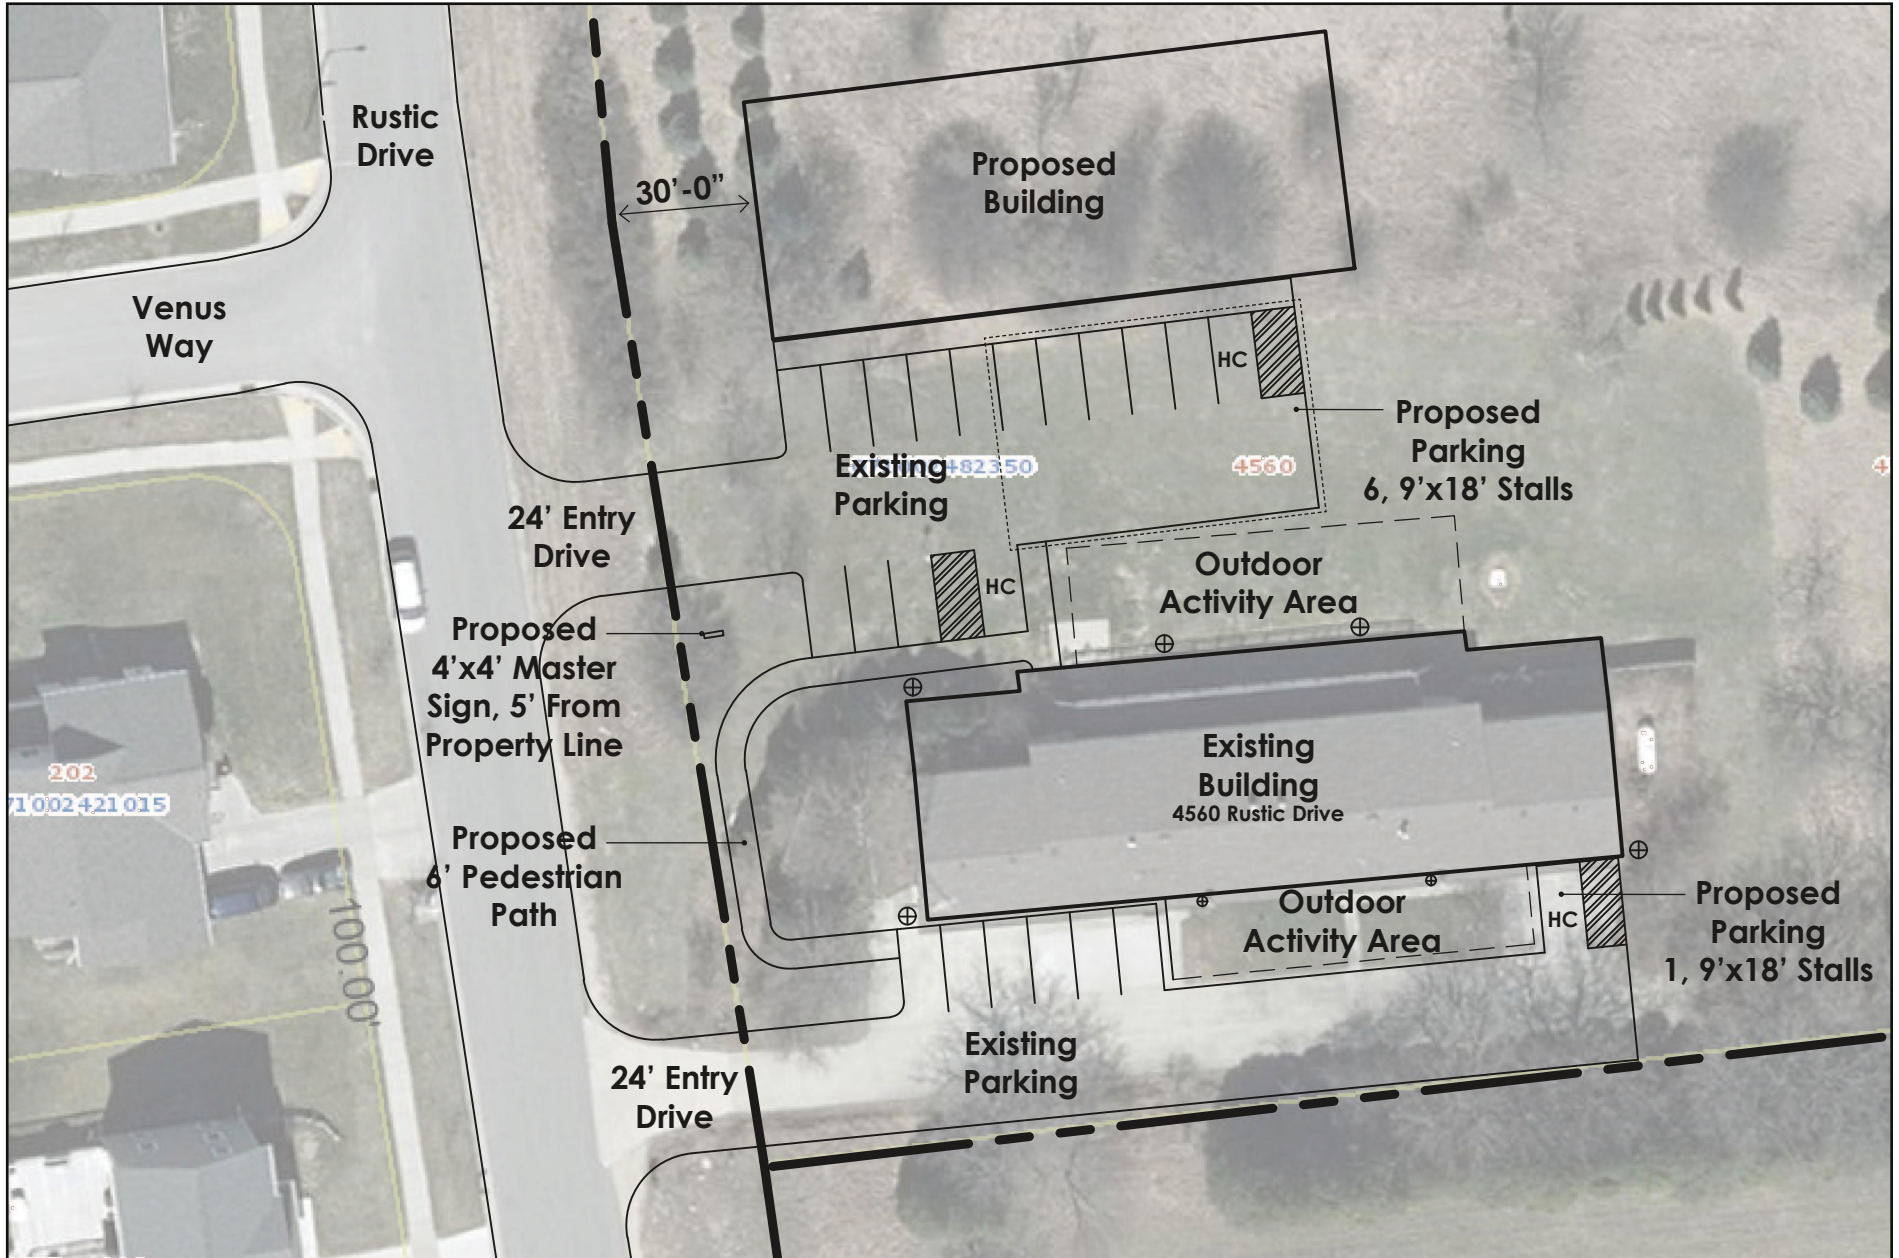 Rustic
Drive
30'-0”
Proposed
Building
Venus
Way
HC
Proposed
Parking
6, 9'x18' Stalls
Existing
Parking
482350
4560
4
24' Entry
Drive
HC
Outdoor
Activity Area
Proposed
4'x4' Master
Sign, 5' From
Property Line
Existing
Building
4560 Rustic Drive
202
71002421015
Proposed
6' Pedestrian
Path
100.00'
Outdoor
Activity Area
HC
Proposed
Parking
1, 9'x18' Stalls
Existing
Parking
24' Entry
Drive